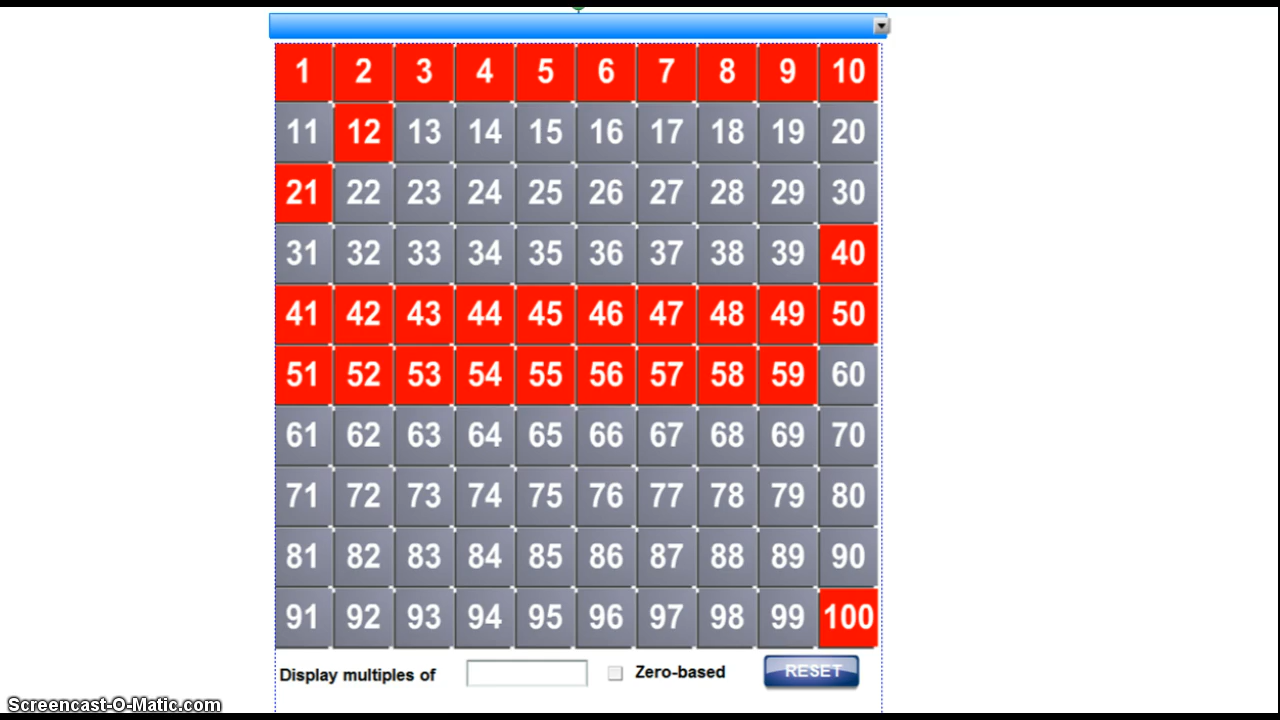 1 2 3 4 5 6 7 8 9 10
11 12 13 14 15 16 17 18 19 20
21 22 23 24 25 26 27 28 29 30
31 32 33 34 35 36 37 38 39 40
41 42 43 44 45 46 47 48 49 50
51 52 53 54 55 56 57 58 59 60
61 62 63 64 65 66 67 68 69 70
71 72 73 74 75 76 77 78 79 80
81 82 83 84 85 86 87 88 89 90
91 92 93 94 95 96 97 98 99 100
Display multiples of Zero-based RESET
Screencast-O-Matic.com